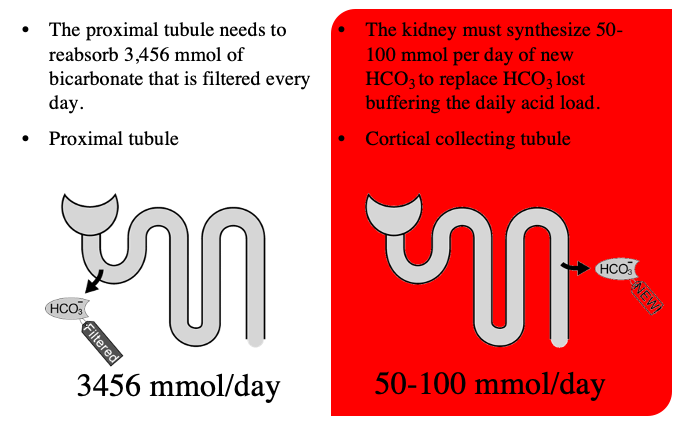 • The proximal tubule needs to
reabsorb 3,456 mmol of
bicarbonate that is filtered every
day.
• Proximal tubule
HCO₃⁻
Filtered
3456 mmol/day
• The kidney must synthesize 50-
100 mmol per day of new
HCO₃ to replace HCO₃ lost
buffering the daily acid load.
• Cortical collecting tubule
HCO₃⁻
NEW!
50-100 mmol/day